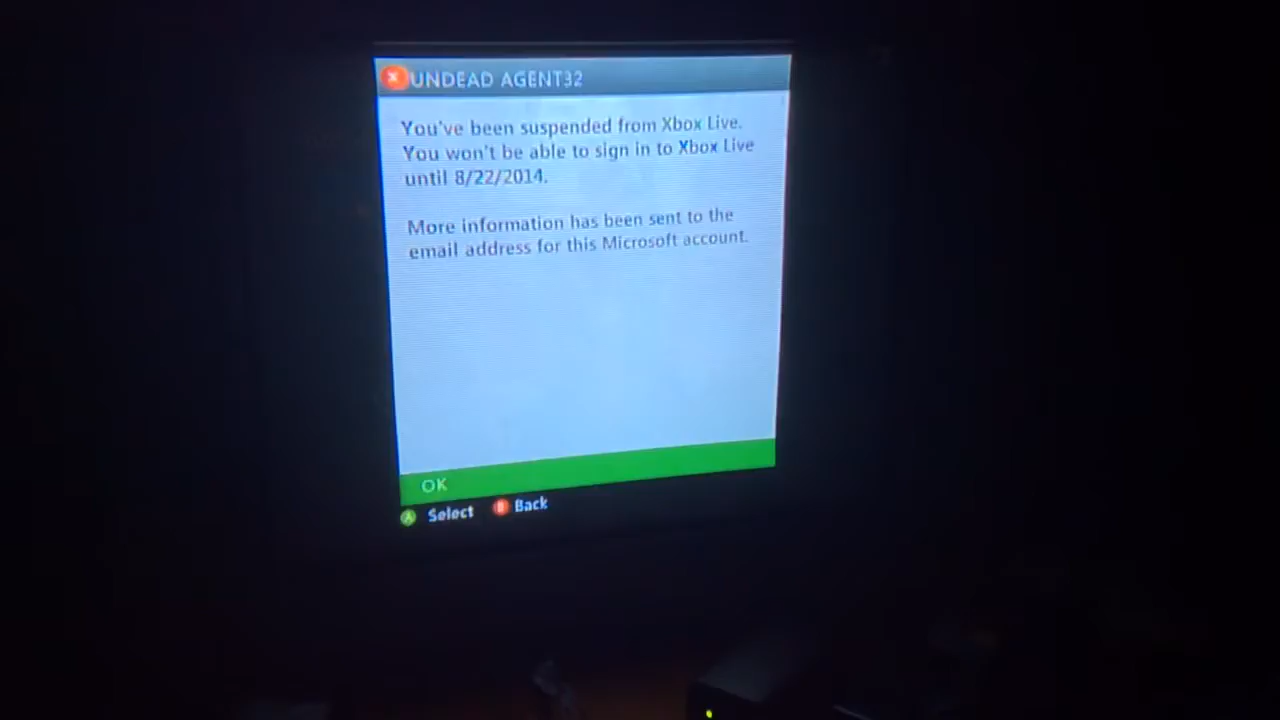 UNDEAD AGENT32
You've been suspended from Xbox Live.
You won't be able to sign in to Xbox Live
until 8/22/2014.
More information has been sent to the
email address for this Microsoft account.
OK
A Select B Back